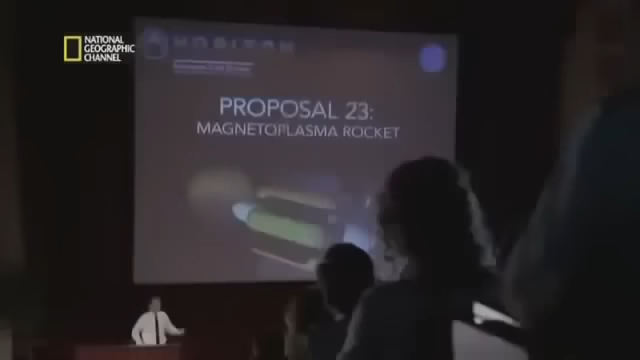 NATIONAL
GEOGRAPHIC
CHANNEL
PROPOSAL 23:
MAGNETOPLASMA ROCKET